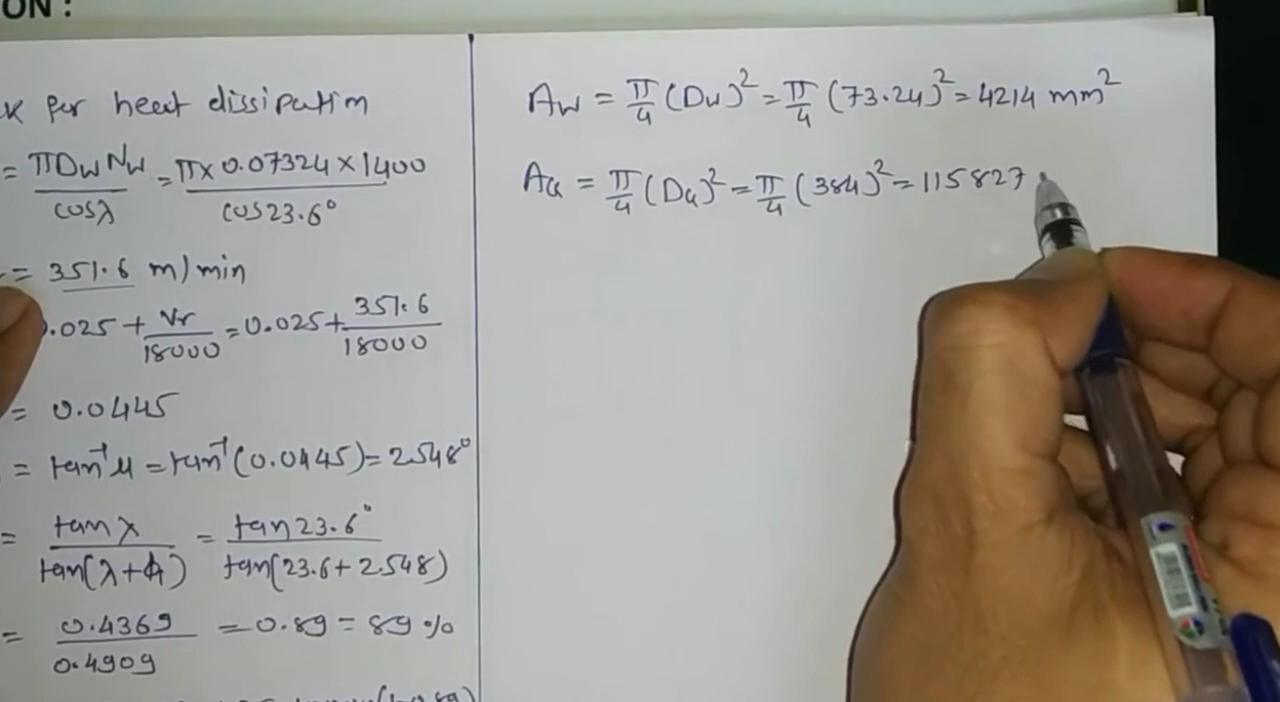 ON :
K for heat dissipation
= πDwNw / cosλ = π× 0.07324 × 1400 / cos 23.6°
= 351.6 m/min
0.025 + Vr / 18000 = 0.025 + 351.6 / 18000
= 0.0445
= tan⁻¹μ = tan⁻¹(0.0445) = 2.548°
= tanλ / tan(λ+φ) = tan 23.6° / tan(23.6+2.548)
= 0.4369 / 0.4909 = 0.89 = 89 %
Aw = π/4 (Dw)² = π/4 (73.24)² = 4214 mm²
AG = π/4 (DG)² = π/4 (384)² = 115827